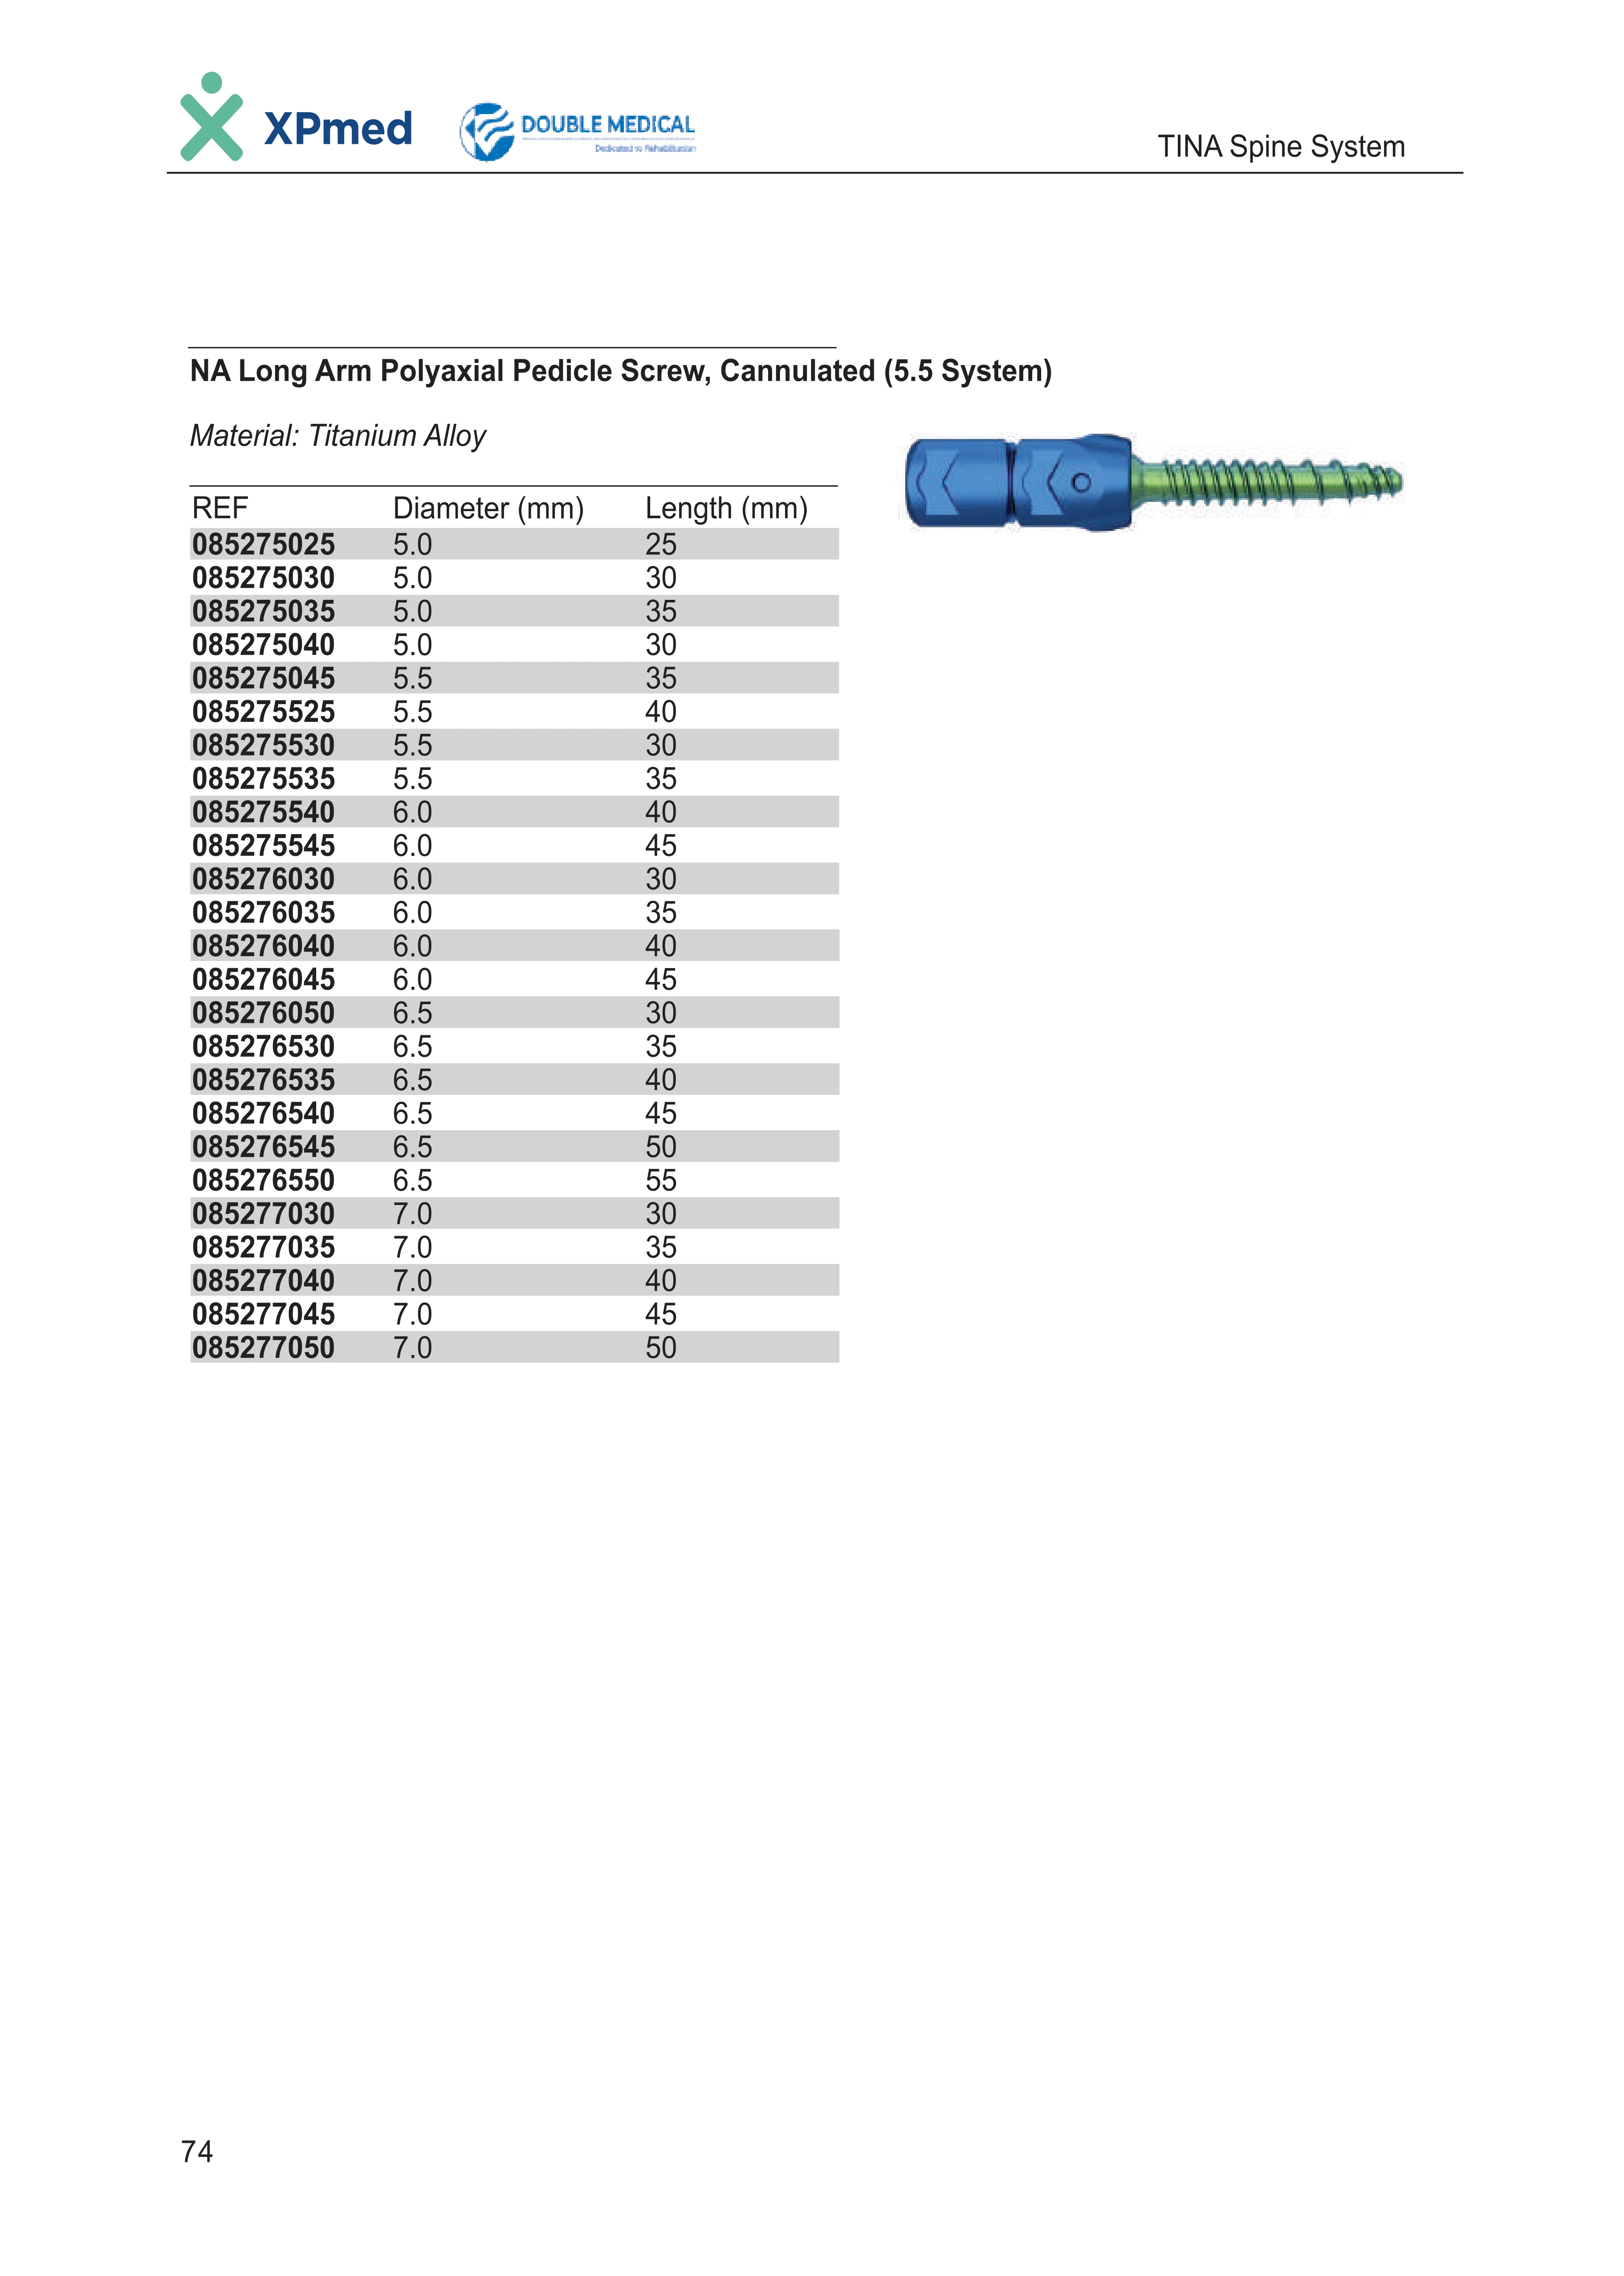 XPmed
DOUBLE MEDICAL
Dedicated to Rehabilitation
TINA Spine System
NA Long Arm Polyaxial Pedicle Screw, Cannulated (5.5 System)
Material: Titanium Alloy
REF Diameter (mm) Length (mm)
085275025 5.0 25
085275030 5.0 30
085275035 5.0 35
085275040 5.0 30
085275045 5.5 35
085275525 5.5 40
085275530 5.5 30
085275535 5.5 35
085275540 6.0 40
085275545 6.0 45
085276030 6.0 30
085276035 6.0 35
085276040 6.0 40
085276045 6.0 45
085276050 6.5 30
085276530 6.5 35
085276535 6.5 40
085276540 6.5 45
085276545 6.5 50
085276550 6.5 55
085277030 7.0 30
085277035 7.0 35
085277040 7.0 40
085277045 7.0 45
085277050 7.0 50
74